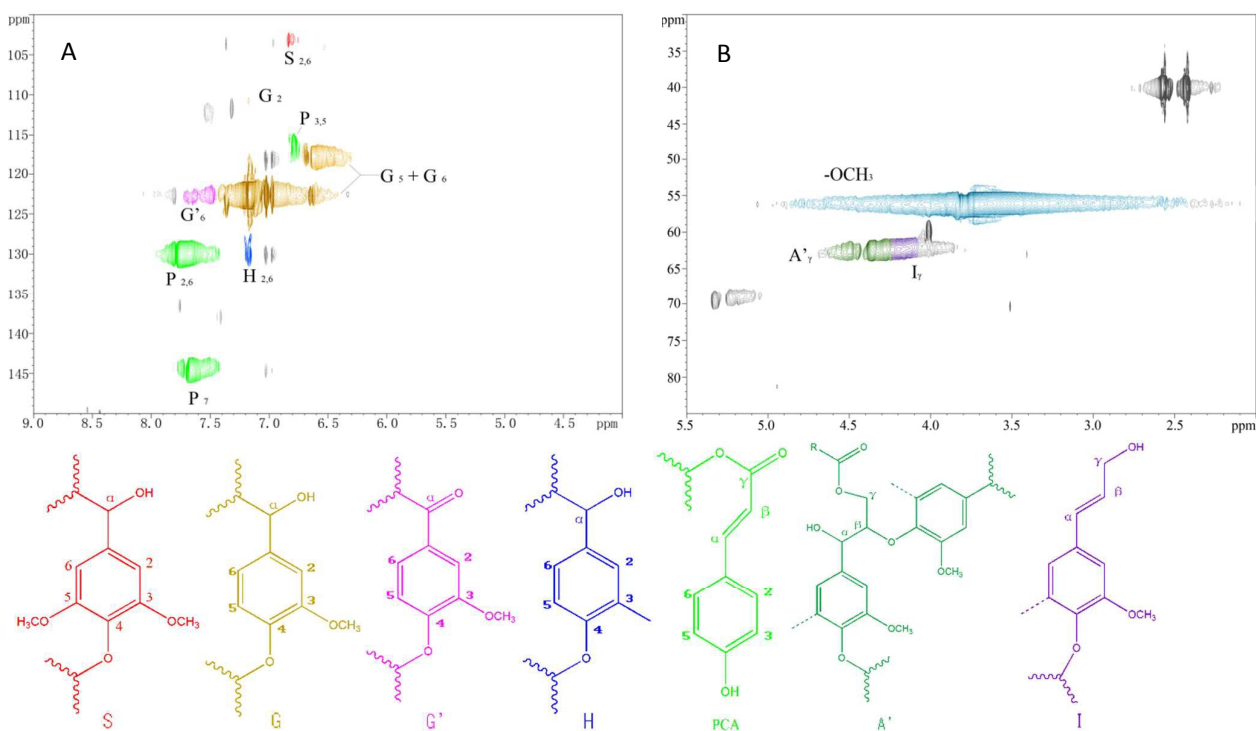 ppm
A
105
110
115
120
125
130
135
140
145
S 2,6
G 2
P 3,5
G 5 + G 6
G' 6
P 2,6
H 2,6
P 7
9.0 8.5 8.0 7.5 7.0 6.5 6.0 5.5 5.0 4.5 ppm
ppm
B
35
40
45
50
55
60
65
70
75
80
-OCH3
A'γ
Iγ
5.5 5.0 4.5 4.0 3.5 3.0 2.5 2.0 ppm
α OH
6 2
5 3
H3CO 4 OCH3
O
S
α OH
6 2
5 3
4 OCH3
O
G
α O
6 2
5 3
4 OCH3
O
G'
α OH
6 2
5 3
4
O
H
O O
γ
β
α
6 2
5 3
OH
PCA
R O
O γ
HO α β
O OCH3
OCH3
O
A'
OH
γ
β
α
OCH3
O
I